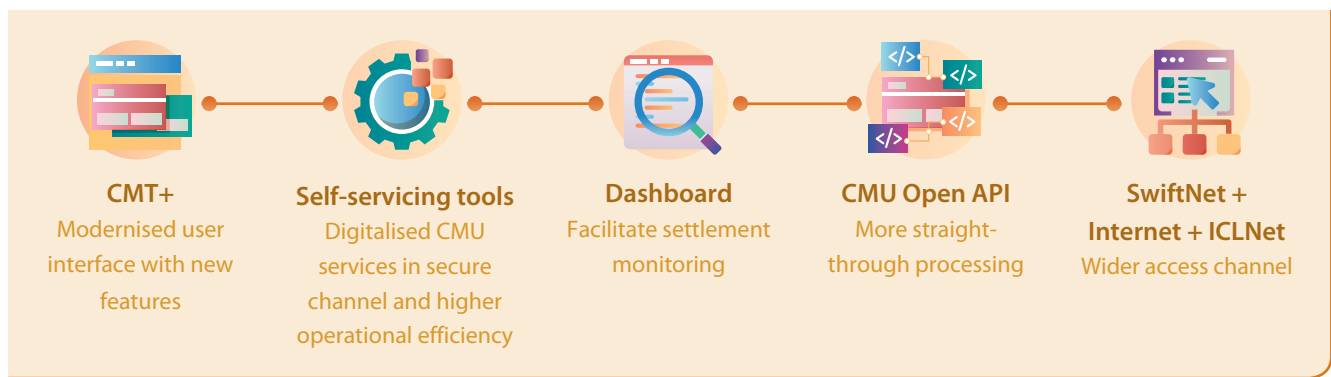 CMT+
Modernised user
interface with new
features
Self-servicing tools
Digitalised CMU
services in secure
channel and higher
operational efficiency
Dashboard
Facilitate settlement
monitoring
CMU Open API
More straight-
through processing
SwiftNet +
Internet + ICLNet
Wider access channel